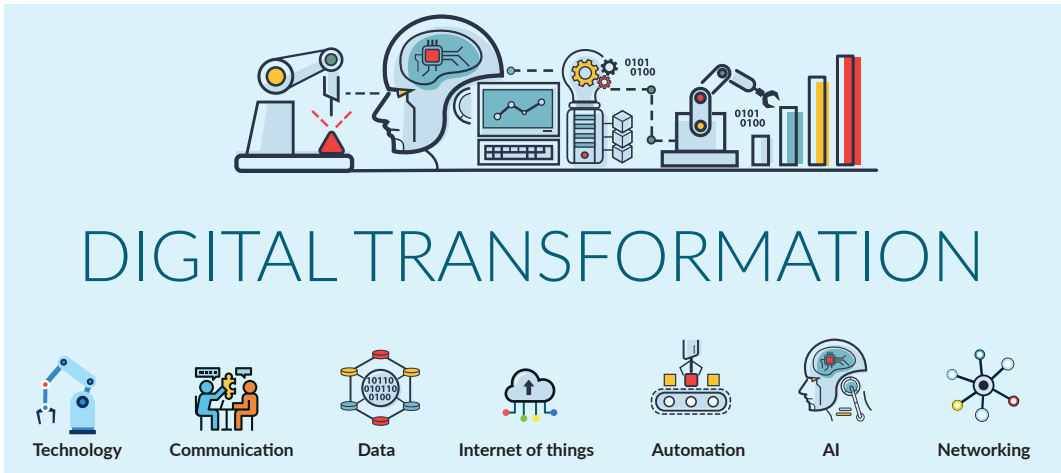 0101
0100
0101
0100
DIGITAL TRANSFORMATION
10110
010110
0100
Technology
Communication
Data
Internet of things
Automation
AI
Networking